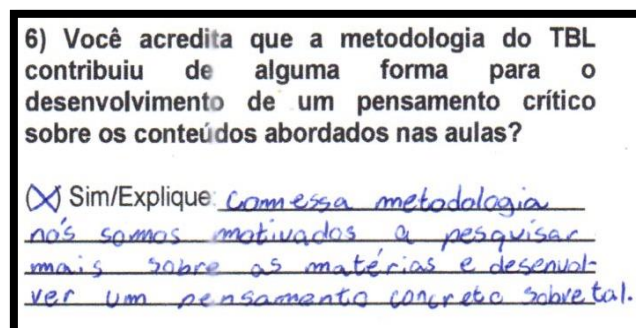 6) Você acredita que a metodologia do TBL
contribuiu de alguma forma para o
desenvolvimento de um pensamento crítico
sobre os conteúdos abordados nas aulas?
(X) Sim/Explique: Com essa metodologia
nós somos motivados a pesquisar
mais sobre as matérias e desenvol-
ver um pensamento concreto sobre tal.